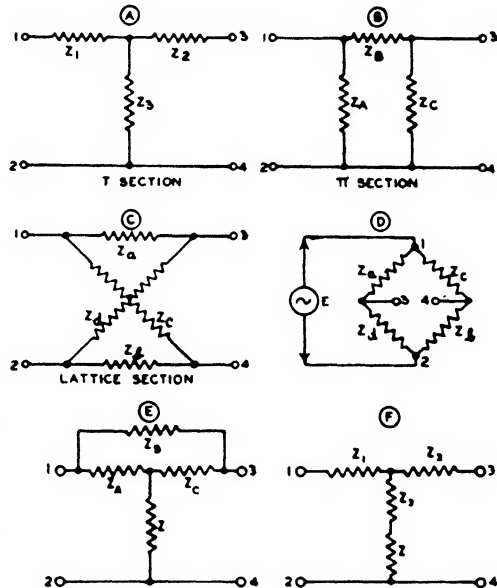 A
B
1 Z1 Z2 3
1 ZB 3
Z3
ZA ZC
2 4
2 4
T SECTION
π SECTION
C
D
1 Za 3
1
Za Zc
E 3 4
Zd Zc
Zd Zb
2 Zb 4
2
LATTICE SECTION
E
F
ZB
1 ZA ZC 3
1 Z1 Z2 3
Z
Z3
Z
2 4
2 4